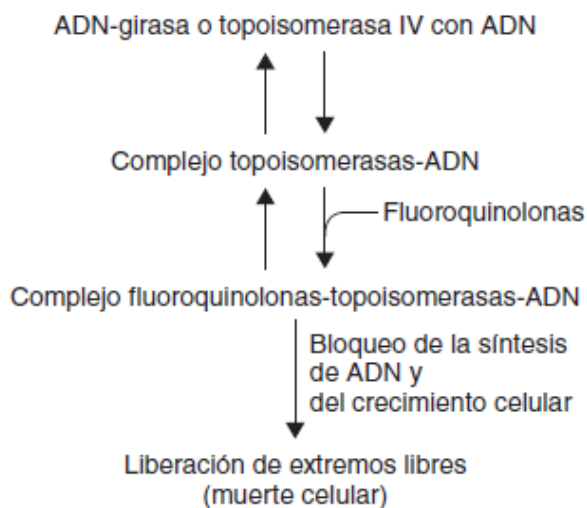 ADN-girasa o topoisomerasa IV con ADN
Complejo topoisomerasas-ADN
Fluoroquinolonas
Complejo fluoroquinolonas-topoisomerasas-ADN
Bloqueo de la síntesis
de ADN y
del crecimiento celular
Liberación de extremos libres
(muerte celular)